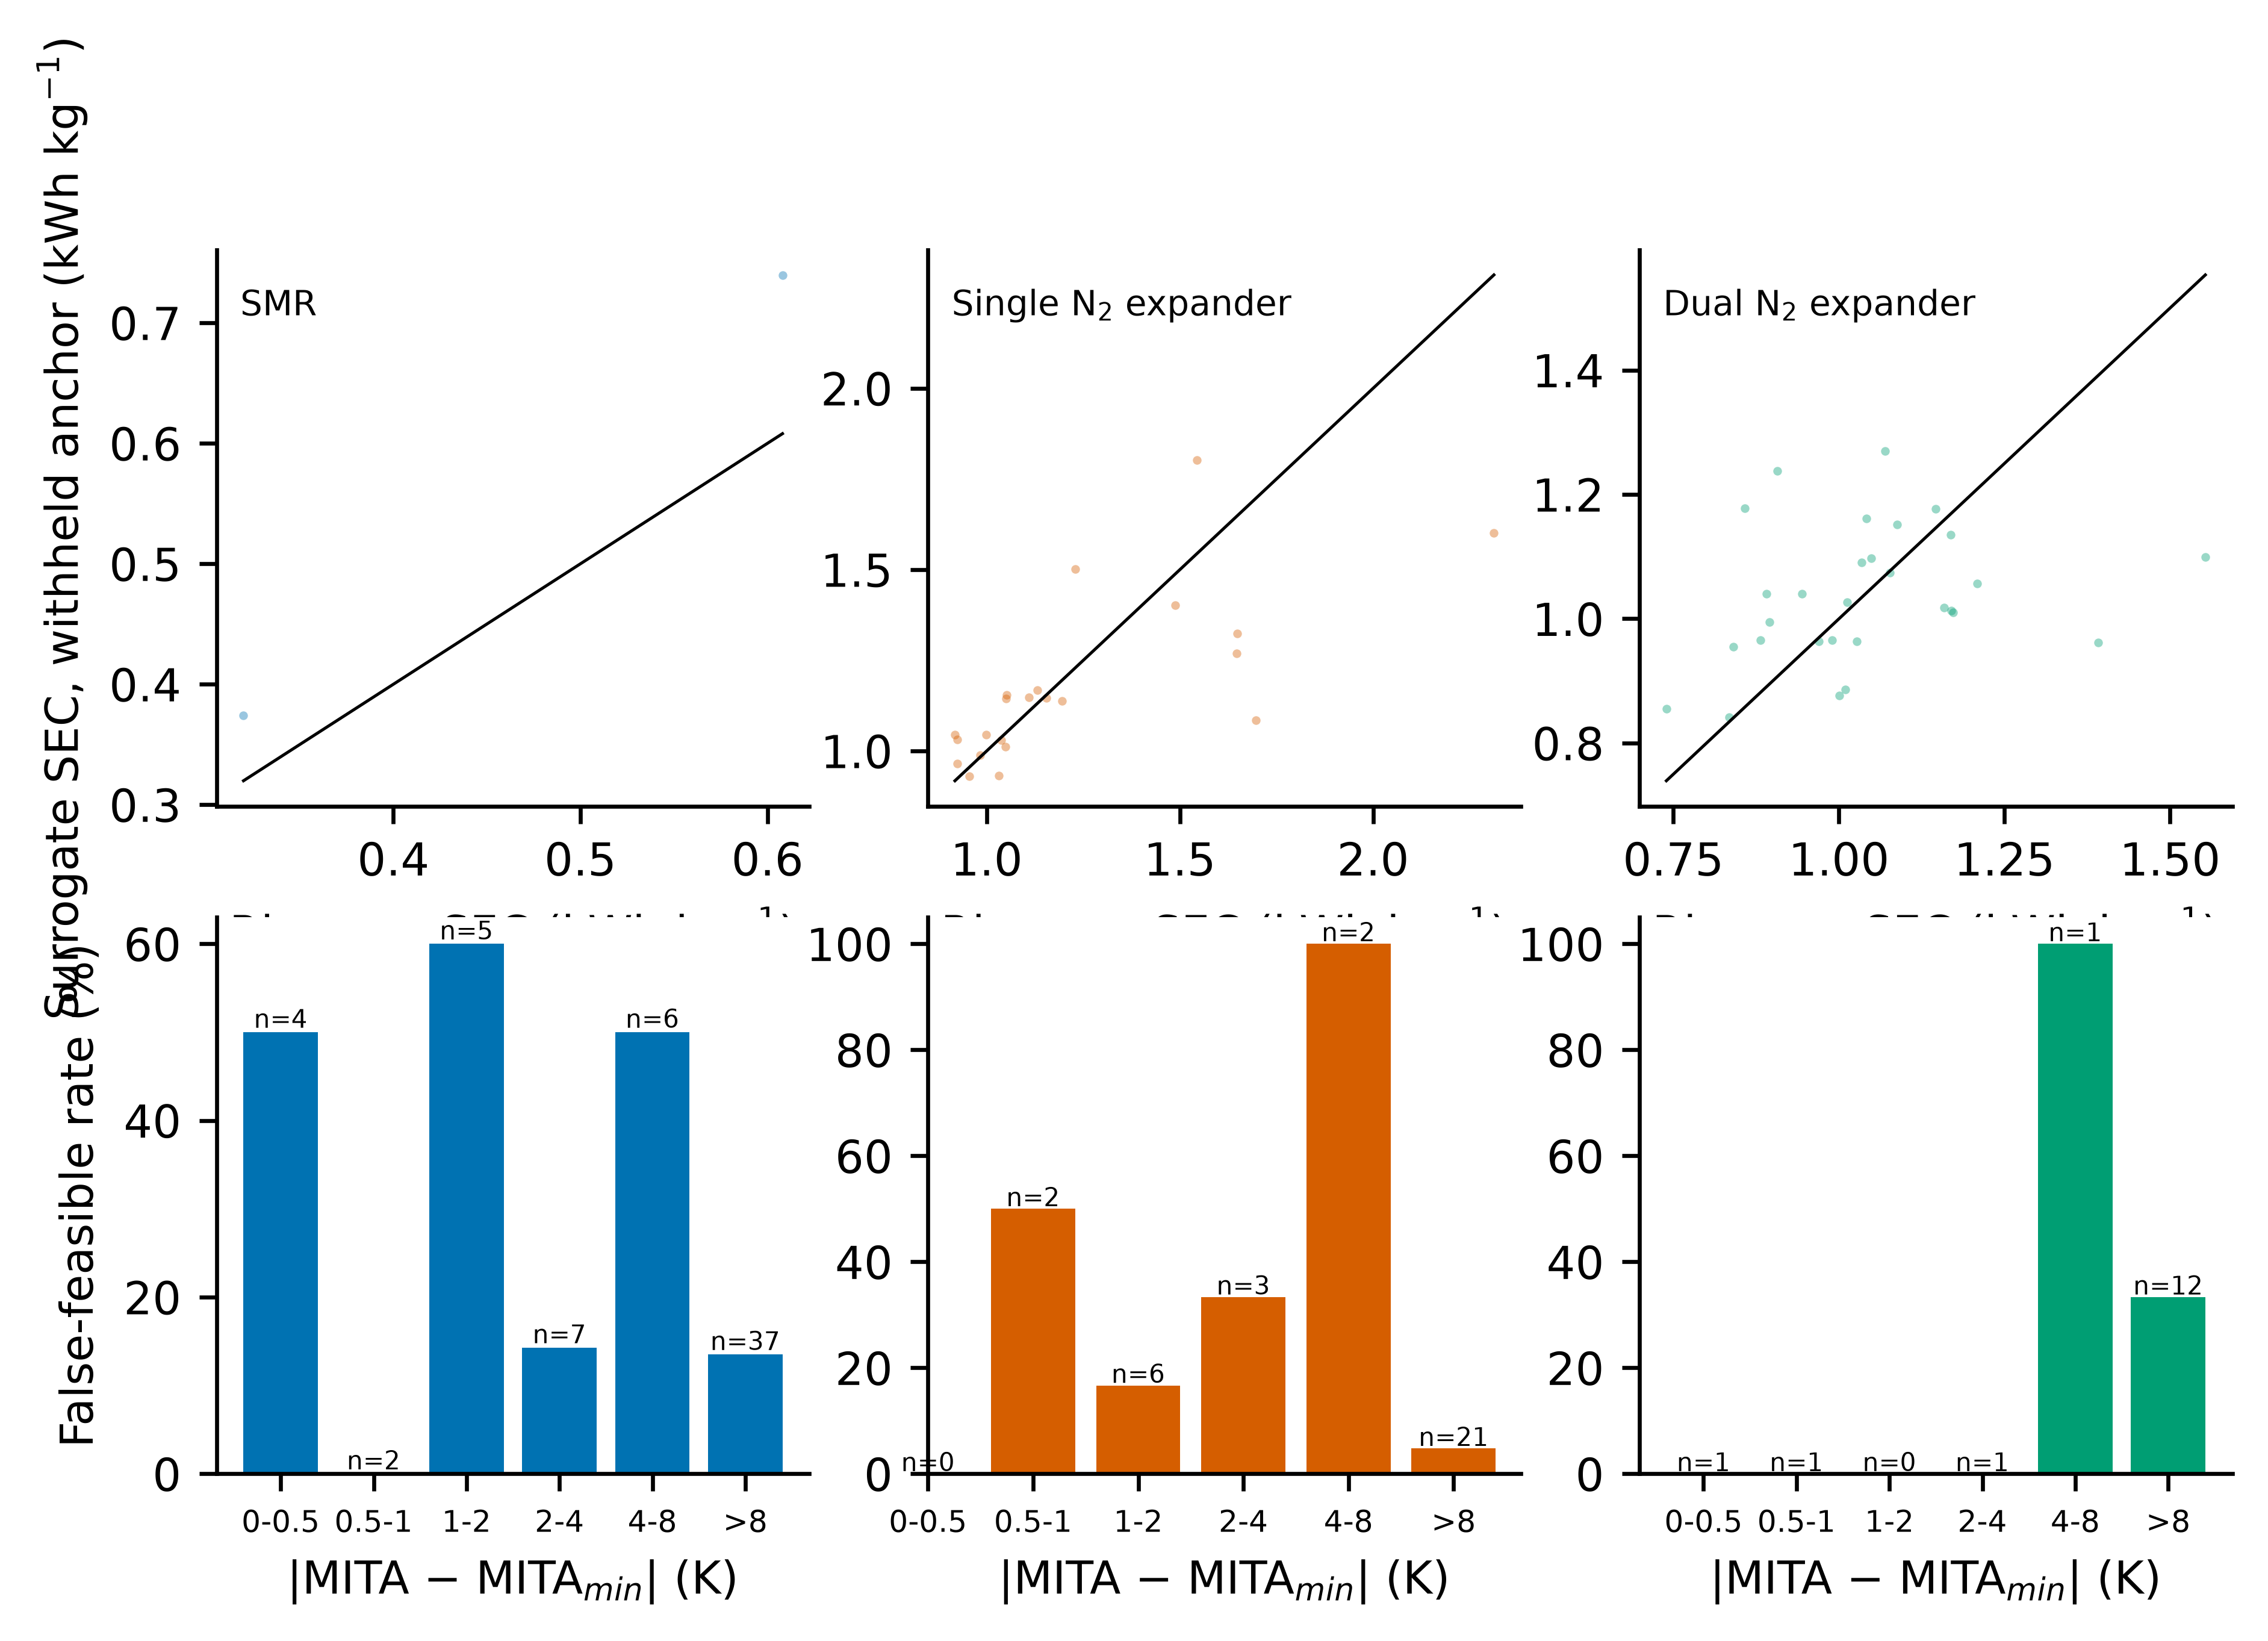 Surrogate SEC, withheld anchor (kWh kg⁻¹)
SMR
0.7
0.6
0.5
0.4
0.3
0.4 0.5 0.6
Single N₂ expander
2.0
1.5
1.0
1.0 1.5 2.0
Dual N₂ expander
1.4
1.2
1.0
0.8
0.75 1.00 1.25 1.50
False-feasible rate (%)
60
40
20
0
n=4
n=2
n=5
n=7
n=6
n=37
0-0.5 0.5-1 1-2 2-4 4-8 >8
|MITA − MITAmin| (K)
100
80
60
40
20
0
n=0
n=2
n=6
n=3
n=2
n=21
0-0.5 0.5-1 1-2 2-4 4-8 >8
|MITA − MITAmin| (K)
100
80
60
40
20
0
n=1
n=1
n=0
n=1
n=1
n=12
0-0.5 0.5-1 1-2 2-4 4-8 >8
|MITA − MITAmin| (K)